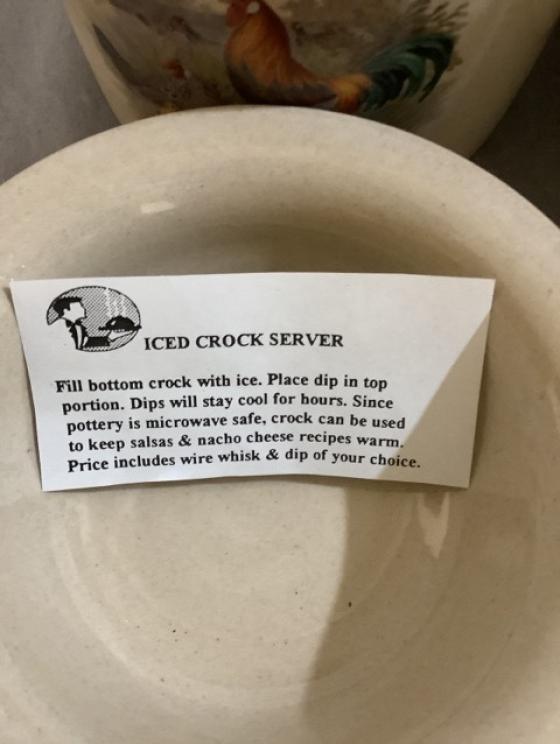 ICED CROCK SERVER
Fill bottom crock with ice. Place dip in top
portion. Dips will stay cool for hours. Since
pottery is microwave safe, crock can be used
to keep salsas & nacho cheese recipes warm.
Price includes wire whisk & dip of your choice.